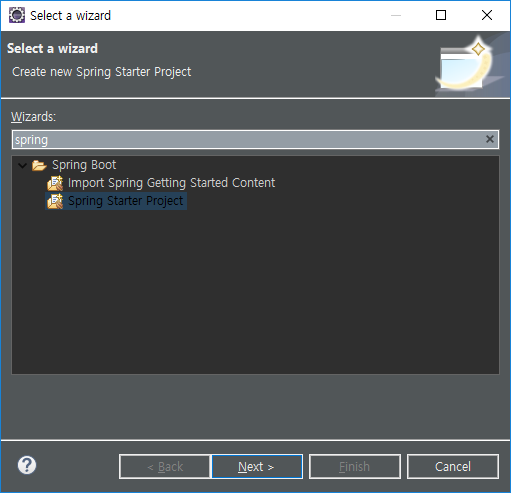 Select a wizard
Select a wizard
Create new Spring Starter Project
Wizards:
spring
Spring Boot
Import Spring Getting Started Content
Spring Starter Project
< Back Next > Finish Cancel